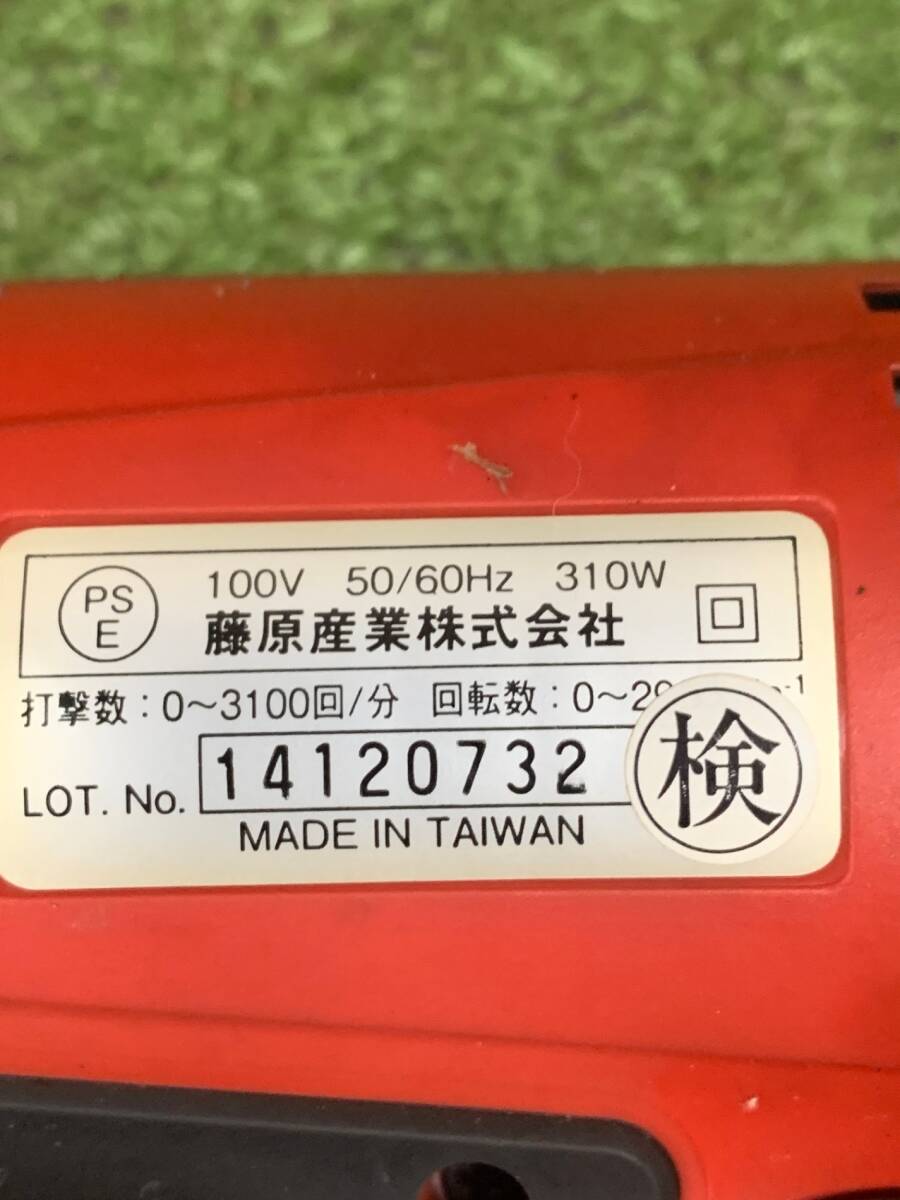 PS
E
100V 50/60Hz 310W
藤原産業株式会社
打撃数：0〜3100回/分 回転数：0〜29
LOT. No. 14120732
検
MADE IN TAIWAN